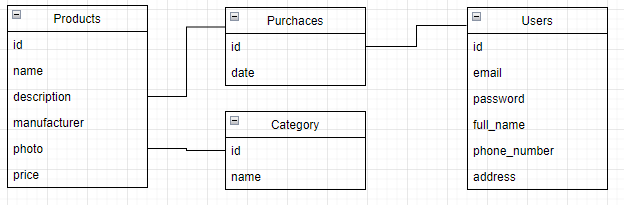 Products
id
name
description
manufacturer
photo
price
Purchaces
id
date
Category
id
name
Users
id
email
password
full_name
phone_number
address